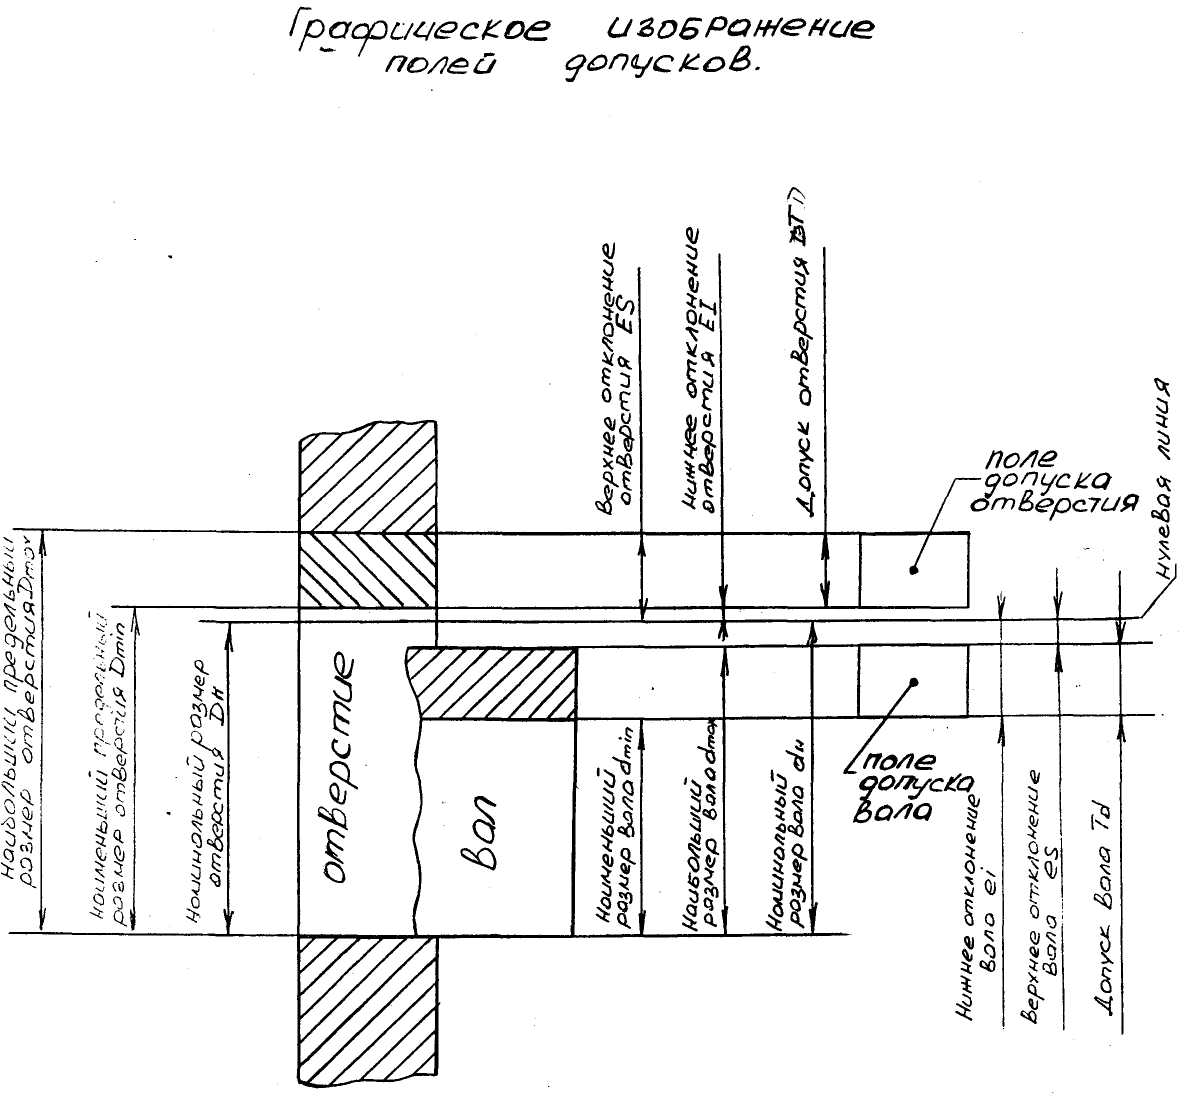 Графическое изображение
полей допусков.
Наибольший предельный
размер отверстия Dmax
Наименьший предельный
размер отверстия Dmin
Номинальный размер
отверстия Dн
отверстие
Вал
Верхнее отклонение
отверстия ES
Нижнее отклонение
отверстия EI
Допуск отверстия TD
Наименьший
размер вала dmin
Наибольший
размер вала dmax
Номинальный
размер вала dн
поле
допуска
отверстия
нулевая линия
поле
допуска
вала
Нижнее отклонение
вала ei
Верхнее отклонение
вала es
Допуск вала Td